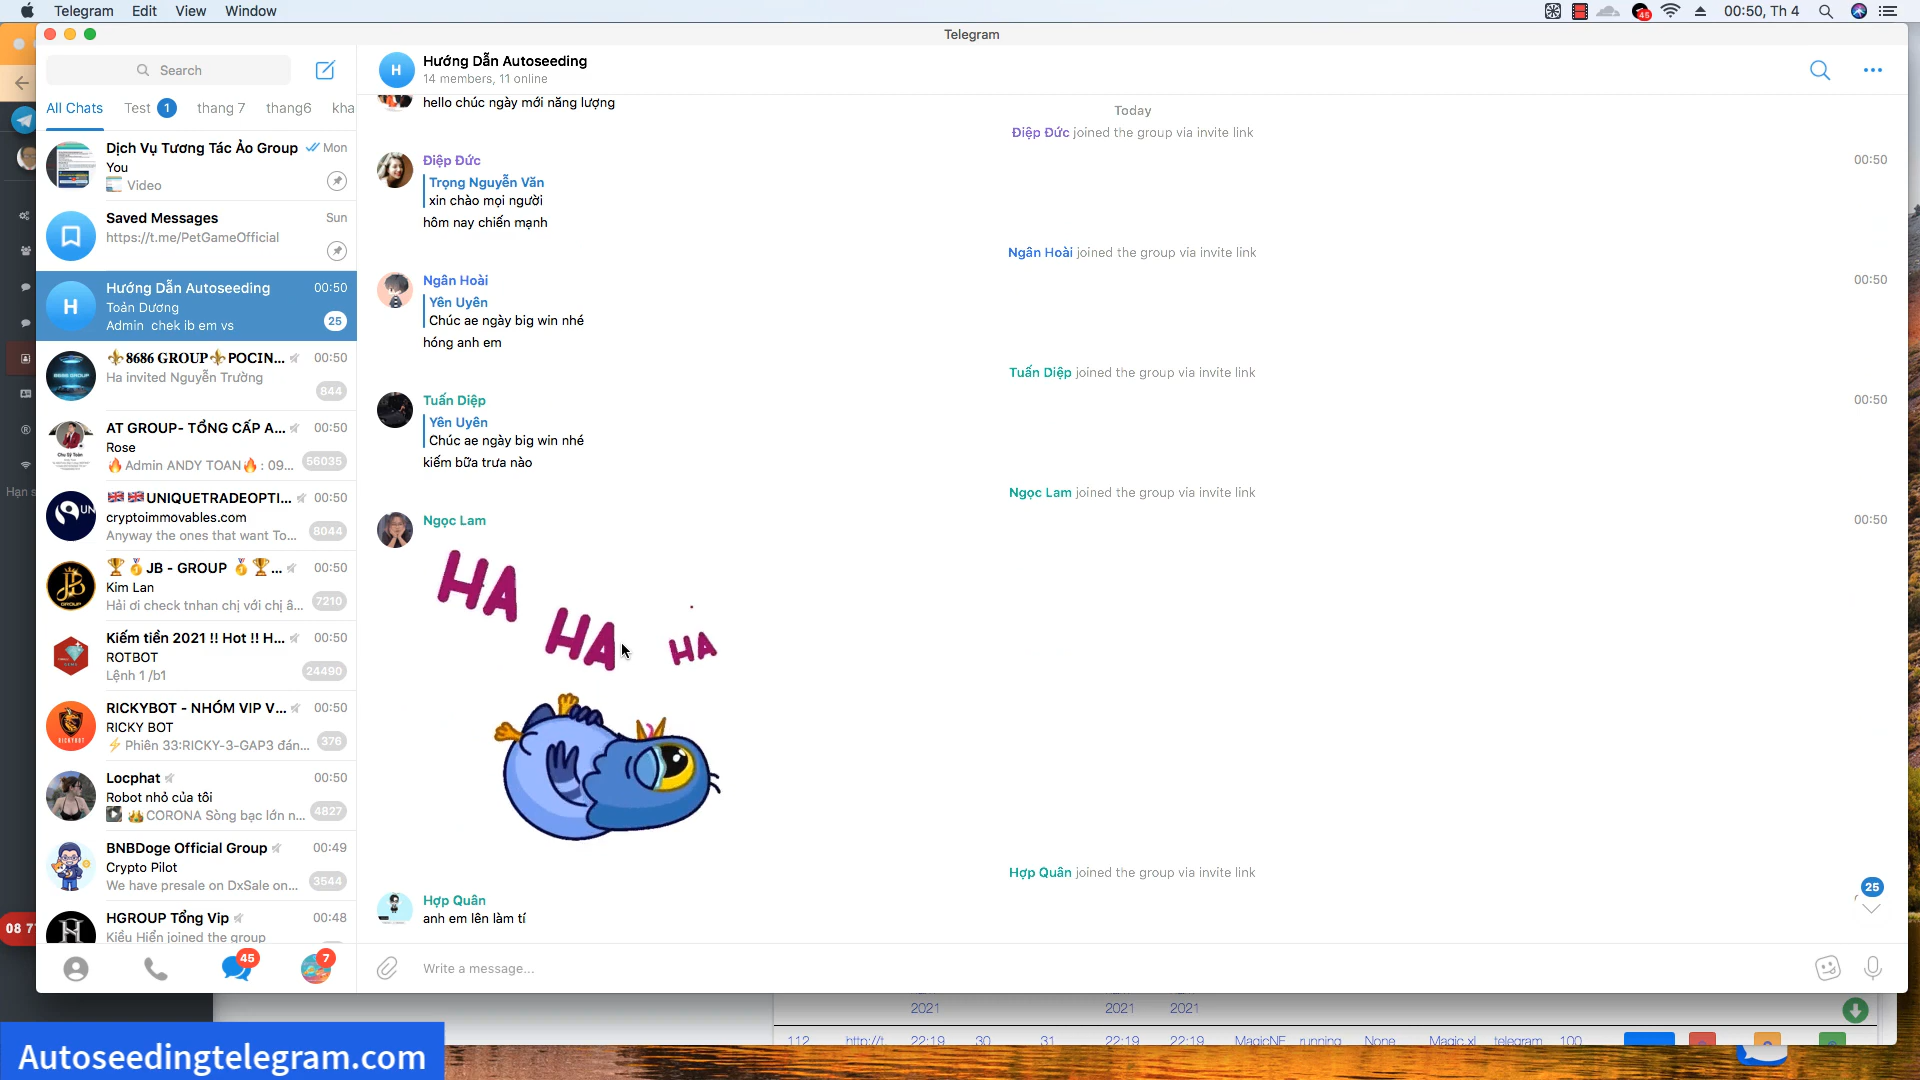 Telegram Edit View Window
45
00:50, Th 4
Telegram
Search
All Chats Test 1 thang 7 thang6 kha
Dịch Vụ Tương Tác Ảo Group Mon
You
Video
Saved Messages Sun
https://t.me/PetGameOfficial
H
Hướng Dẫn Autoseeding 00:50
Toản Dương
Admin chek ib em vs 25
⚜️8686 GROUP⚜️POCIN... 00:50
Ha invited Nguyễn Trường
844
AT GROUP- TỔNG CẤP A... 00:50
Rose
🔥Admin ANDY TOAN🔥: 09... 56035
🇬🇧🇬🇧UNIQUETRADEOPTI... 00:50
cryptoimmovables.com
Anyway the ones that want To... 8044
🏆🥇JB - GROUP 🥇🏆... 00:50
Kim Lan
Hải ơi check tnhan chị với chị â... 7210
Kiếm tiền 2021 !! Hot !! H... 00:50
ROTBOT
Lệnh 1 /b1 24490
RICKYBOT - NHÓM VIP V... 00:50
RICKY BOT
⚡Phiên 33:RICKY-3-GAP3 đán... 376
Locphat 00:50
Robot nhỏ của tôi
👑CORONA Sòng bạc lớn n... 4827
BNBDoge Official Group 00:49
Crypto Pilot
We have presale on DxSale on... 3544
HGROUP Tổng Vip 00:48
Kiều Hiển joined the group
45
7
H
Hướng Dẫn Autoseeding
14 members, 11 online
hello chúc ngày mới năng lượng
Today
Điệp Đức joined the group via invite link
Điệp Đức 00:50
Trọng Nguyễn Văn
xin chào mọi người
hôm nay chiến mạnh
Ngân Hoài joined the group via invite link
Ngân Hoài 00:50
Yên Uyên
Chúc ae ngày big win nhé
hóng anh em
Tuấn Diệp joined the group via invite link
Tuấn Diệp 00:50
Yên Uyên
Chúc ae ngày big win nhé
kiếm bữa trưa nào
Ngọc Lam joined the group via invite link
Ngọc Lam 00:50
HA
HA
HA
Hợp Quân joined the group via invite link
Hợp Quân
anh em lên làm tí
25
Write a message...
Hạn s
08 7
2021 2021 2021
112 http://t 22:19 30 31 22:19 22:19 MagicNF running None Magic.xl telegram 100
Autoseedingtelegram.com